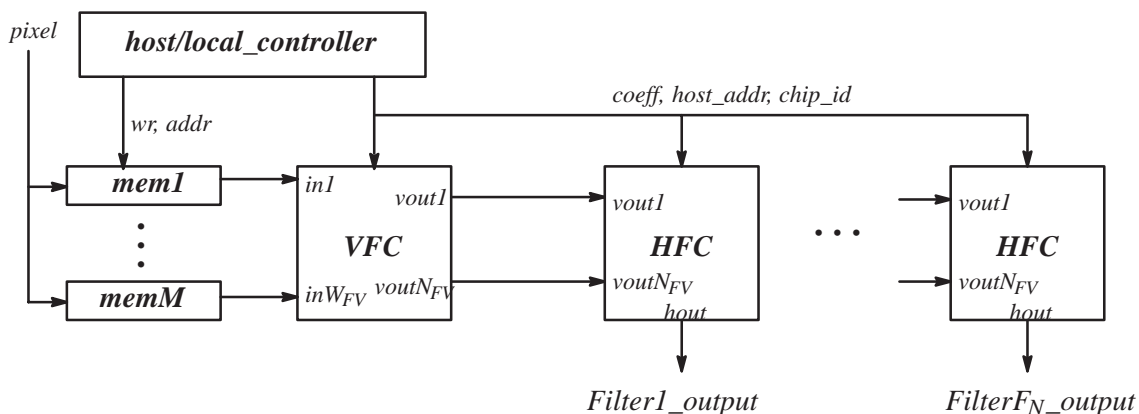 pixel
host/local_controller
coeff, host_addr, chip_id
wr, addr
mem1
in1
vout1
vout1
vout1
VFC
HFC
HFC
memM
inW_FV
voutN_FV
voutN_FV
voutN_FV
hout
hout
Filter1_output
FilterF_N_output